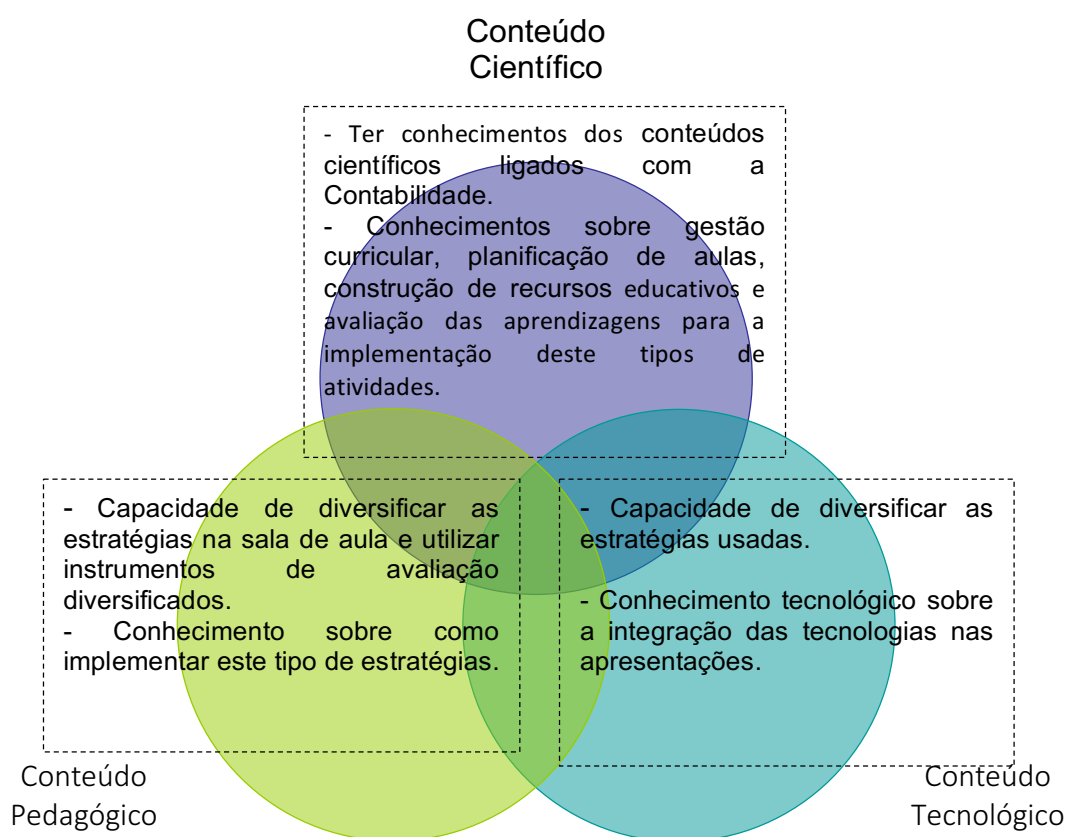 Conteúdo
Científico
- Ter conhecimentos dos conteúdos
científicos ligados com a
Contabilidade.
- Conhecimentos sobre gestão
curricular, planificação de aulas,
construção de recursos educativos e
avaliação das aprendizagens para a
implementação deste tipos de
atividades.
- Capacidade de diversificar as
estratégias na sala de aula e utilizar
instrumentos de avaliação
diversificados.
- Conhecimento sobre como
implementar este tipo de estratégias.
- Capacidade de diversificar as
estratégias usadas.
- Conhecimento tecnológico sobre
a integração das tecnologias nas
apresentações.
Conteúdo
Pedagógico
Conteúdo
Tecnológico